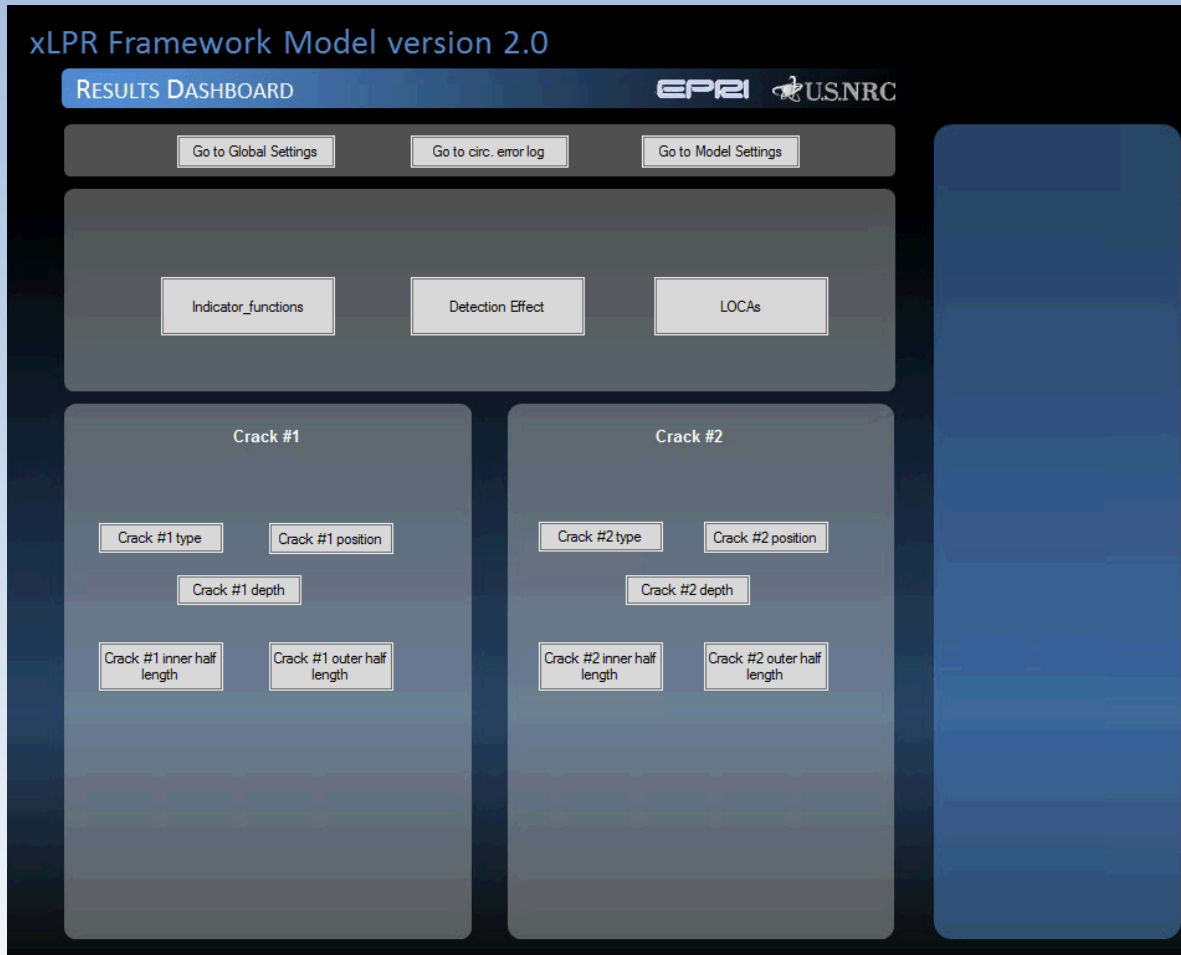 xLPR Framework Model version 2.0
RESULTS DASHBOARD
EPRI
U.S.NRC
Go to Global Settings
Go to circ. error log
Go to Model Settings
Indicator_functions
Detection Effect
LOCAs
Crack #1
Crack #1 type
Crack #1 position
Crack #1 depth
Crack #1 inner half
length
Crack #1 outer half
length
Crack #2
Crack #2 type
Crack #2 position
Crack #2 depth
Crack #2 inner half
length
Crack #2 outer half
length